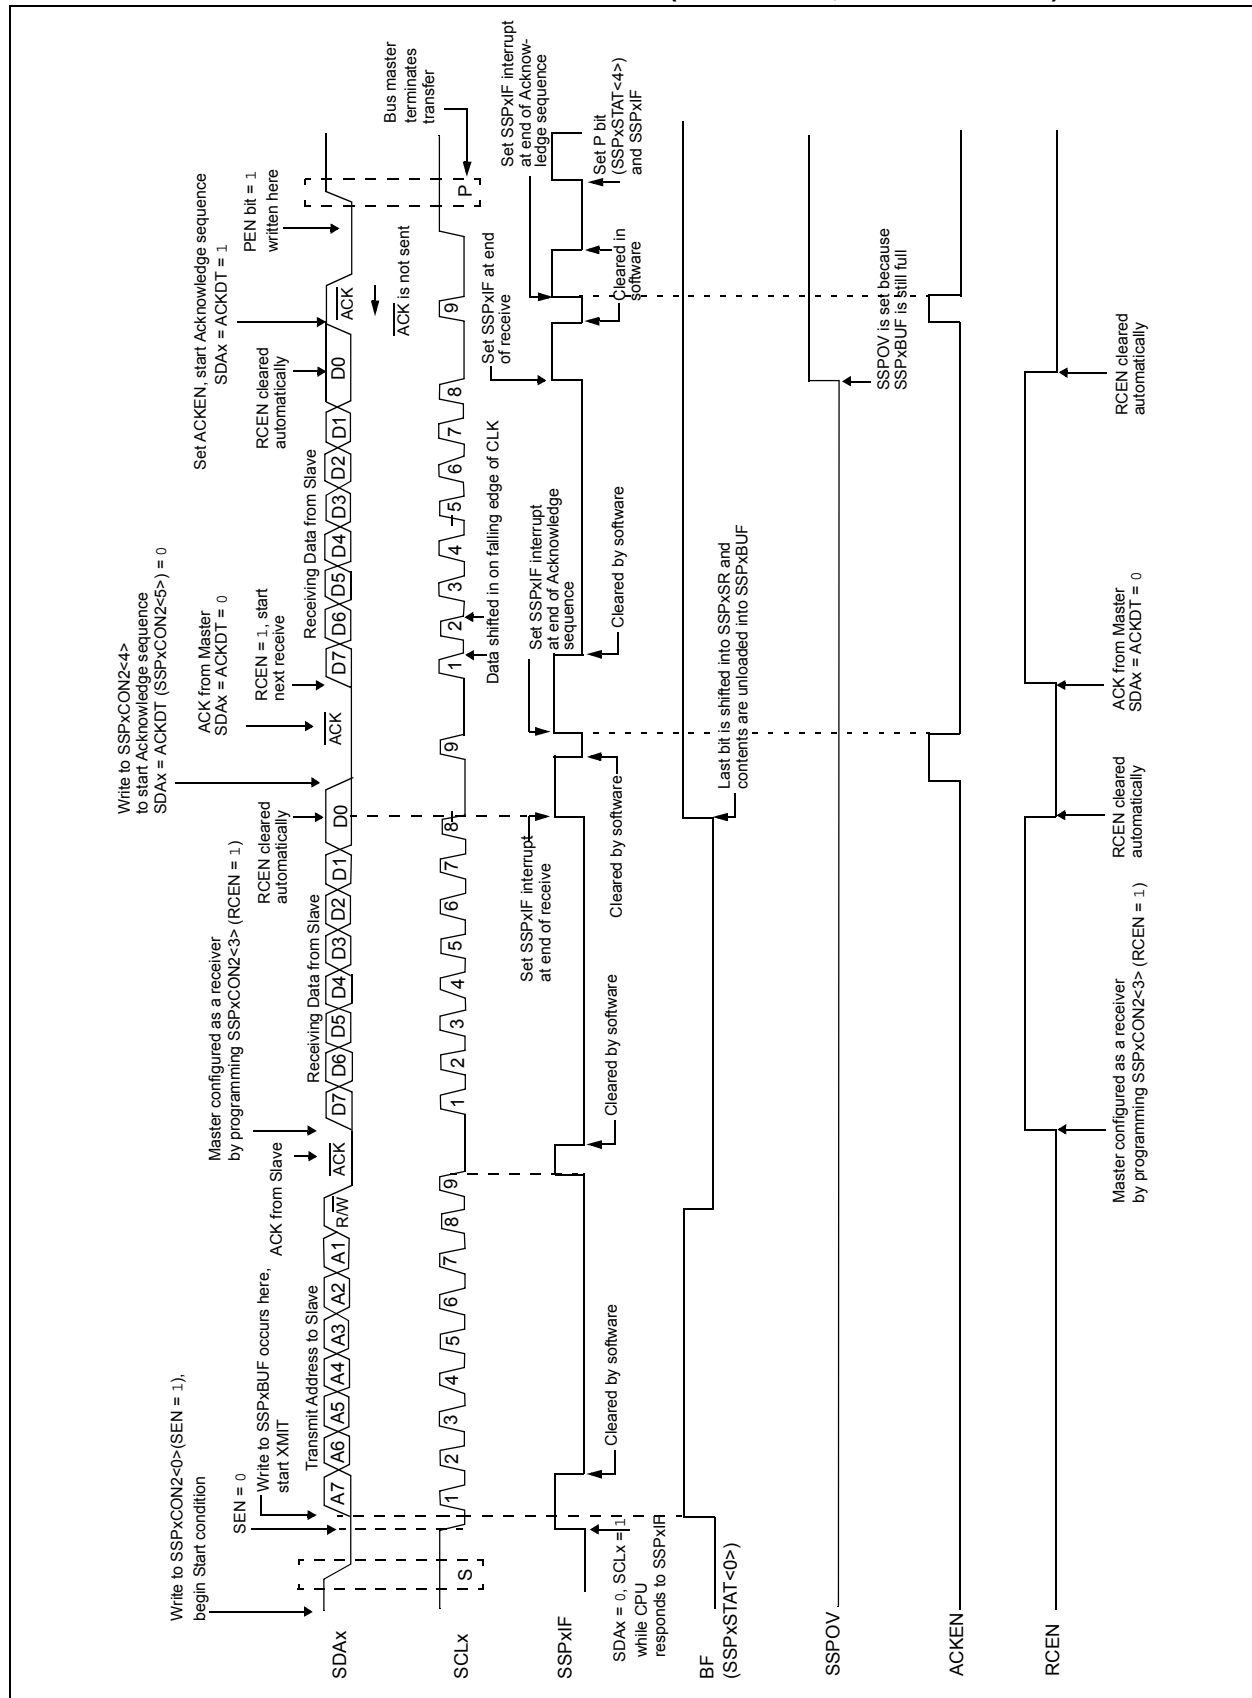 Write to SSPxCON2<0>(SEN = 1),
begin Start condition
SEN = 0
Write to SSPxBUF occurs here,
start XMIT
ACK from Slave
Master configured as a receiver
by programming SSPxCON2<3> (RCEN = 1)
RCEN cleared
automatically
Write to SSPxCON2<4>
to start Acknowledge sequence
SDAx = ACKDT (SSPxCON2<5>) = 0
ACK from Master
SDAx = ACKDT = 0
RCEN = 1, start
next receive
RCEN cleared
automatically
Set ACKEN, start Acknowledge sequence
SDAx = ACKDT = 1
PEN bit = 1
written here
Transmit Address to Slave
Receiving Data from Slave
Receiving Data from Slave
SDAx
A7 A6 A5 A4 A3 A2 A1 R/W ACK D7 D6 D5 D4 D3 D2 D1 D0 ACK D7 D6 D5 D4 D3 D2 D1 D0 ACK
ACK is not sent
Bus master
terminates
transfer
SCLx
S 1 2 3 4 5 6 7 8 9 1 2 3 4 5 6 7 8 9 1 2 3 4 5 6 7 8 9 P
Data shifted in on falling edge of CLK
Set SSPxIF interrupt
at end of receive
Set SSPxIF interrupt
at end of Acknowledge
sequence
Set SSPxIF at end
of receive
Set SSPxIF interrupt
at end of Acknow-
ledge sequence
SSPxIF
SDAx = 0, SCLx = 1
while CPU
responds to SSPxIF
Cleared by software
Cleared by software
Cleared by software
Cleared by software
Cleared in
software
Set P bit
(SSPxSTAT<4>)
and SSPxIF
BF
(SSPxSTAT<0>)
Last bit is shifted into SSPxSR and
contents are unloaded into SSPxBUF
SSPOV
SSPOV is set because
SSPxBUF is still full
ACKEN
RCEN
Master configured as a receiver
by programming SSPxCON2<3> (RCEN = 1)
RCEN cleared
automatically
ACK from Master
SDAx = ACKDT = 0
RCEN cleared
automatically